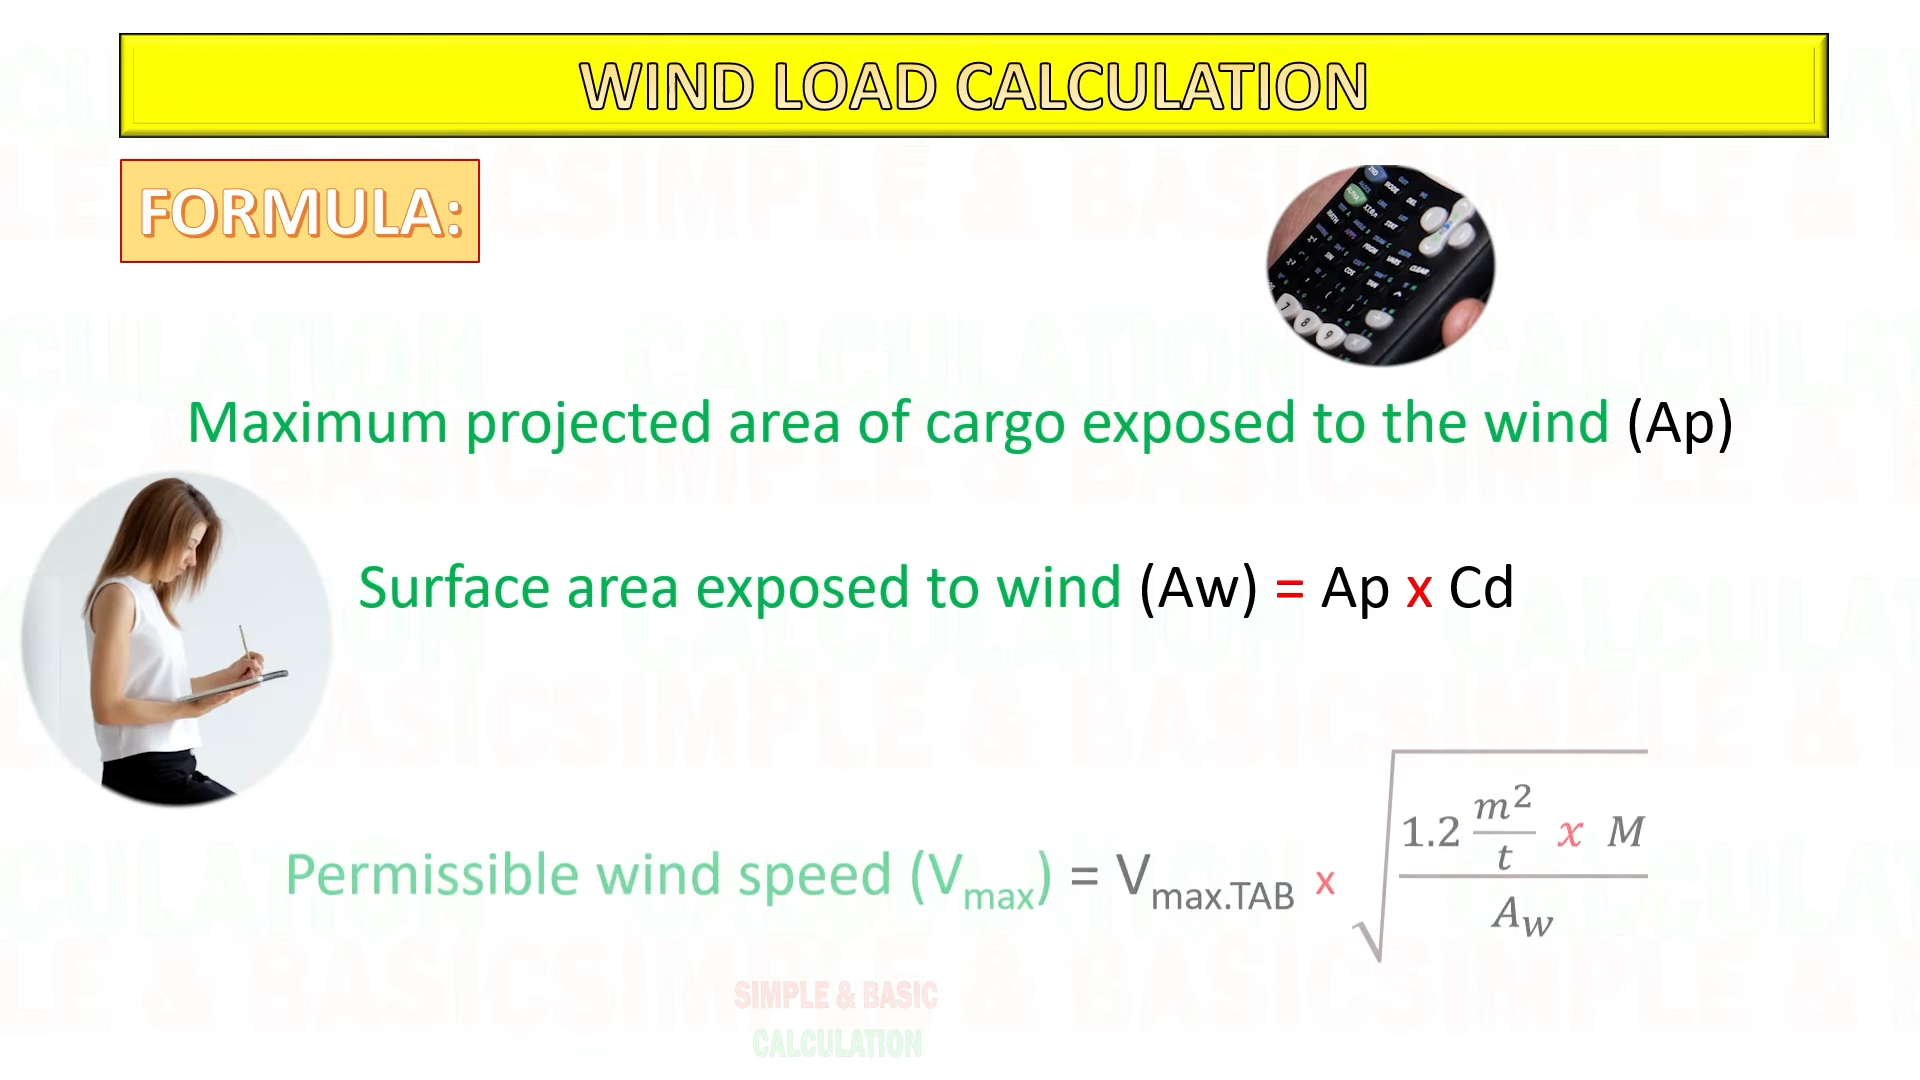 WIND LOAD CALCULATION
FORMULA:
Maximum projected area of cargo exposed to the wind (Ap)
Surface area exposed to wind (Aw) = Ap x Cd
Permissible wind speed (Vmax) = Vmax.TAB x √((1.2 m²/t x M)/AW)
SIMPLE & BASIC
CALCULATION